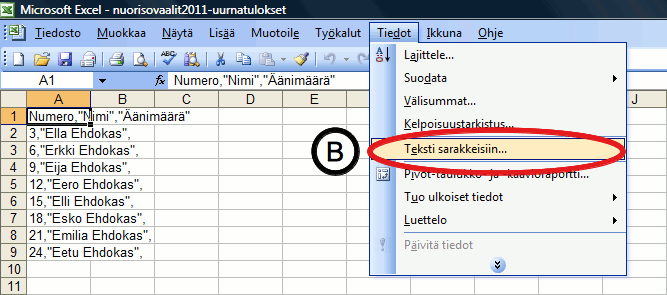 Microsoft Excel - nuorisovaalit2011-uurnatulokset
Tiedosto Muokkaa Näytä Lisää Muotoile Työkalut Tiedot Ikkuna Ohje
A1 fx Numero,"Nimi","Äänimäärä"
A B C D E J
1 Numero,"Nimi","Äänimäärä"
2 3,"Ella Ehdokas",
3 6,"Erkki Ehdokas",
4 9,"Eija Ehdokas",
5 12,"Eero Ehdokas",
6 15,"Elli Ehdokas",
7 18,"Esko Ehdokas",
8 21,"Emilia Ehdokas",
9 24,"Eetu Ehdokas",
10
11
12
Lajittele...
Suodata
Välisummat...
Kelpoisuustarkistus...
B Teksti sarakkeisiin...
Pivot-taulukko- ja -kaavioraportti...
Tuo ulkoiset tiedot
Luettelo
Päivitä tiedot